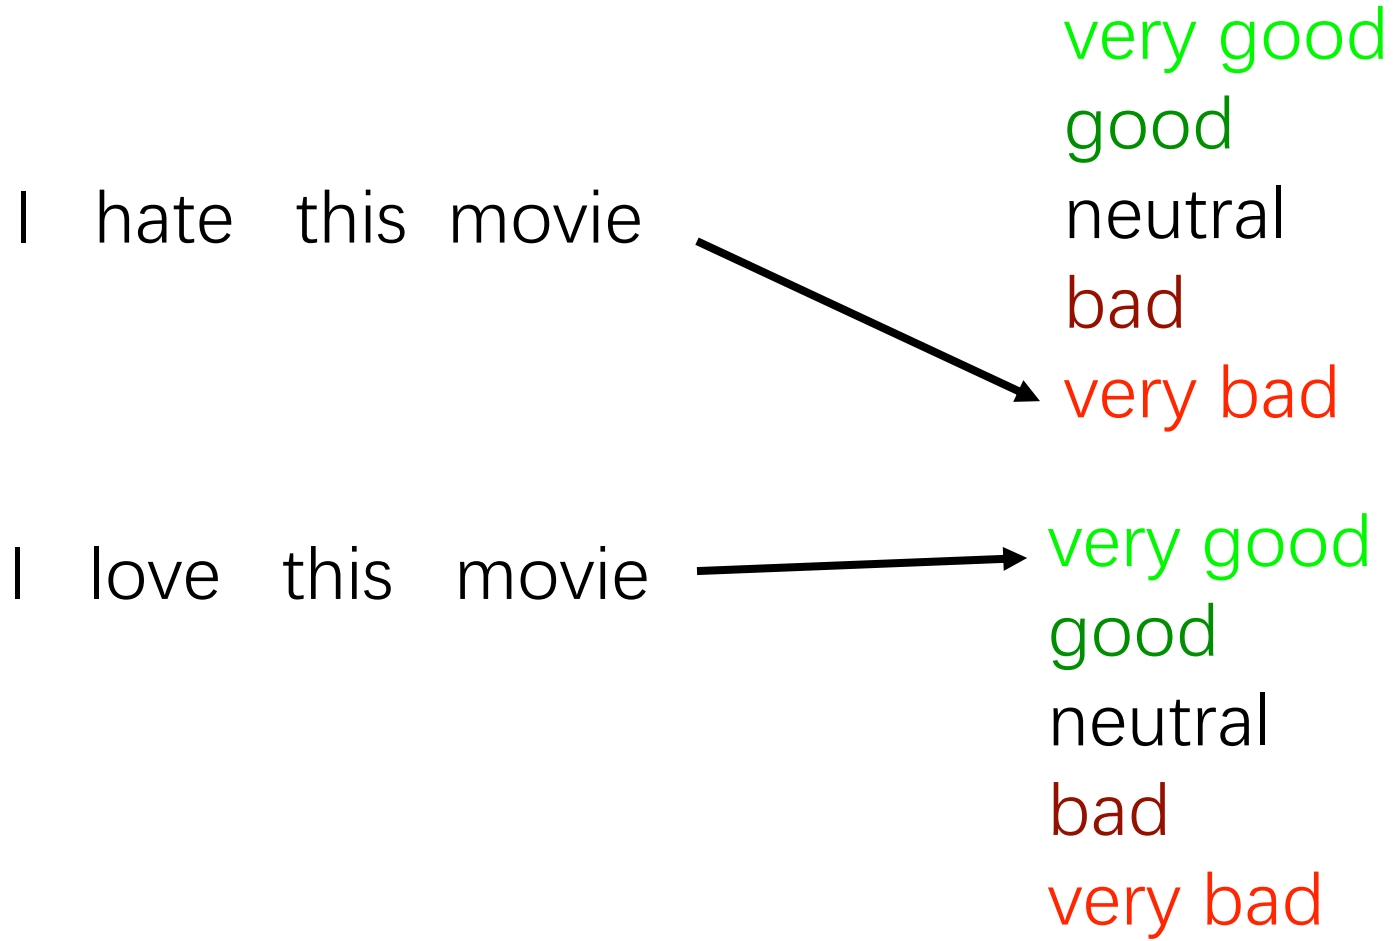 very good
good
I hate this movie
neutral
bad
very bad
I love this movie
very good
good
neutral
bad
very bad